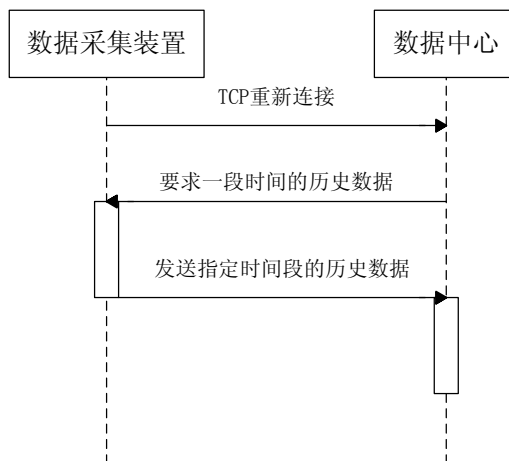 数据采集装置
数据中心
TCP重新连接
要求一段时间的历史数据
发送指定时间段的历史数据